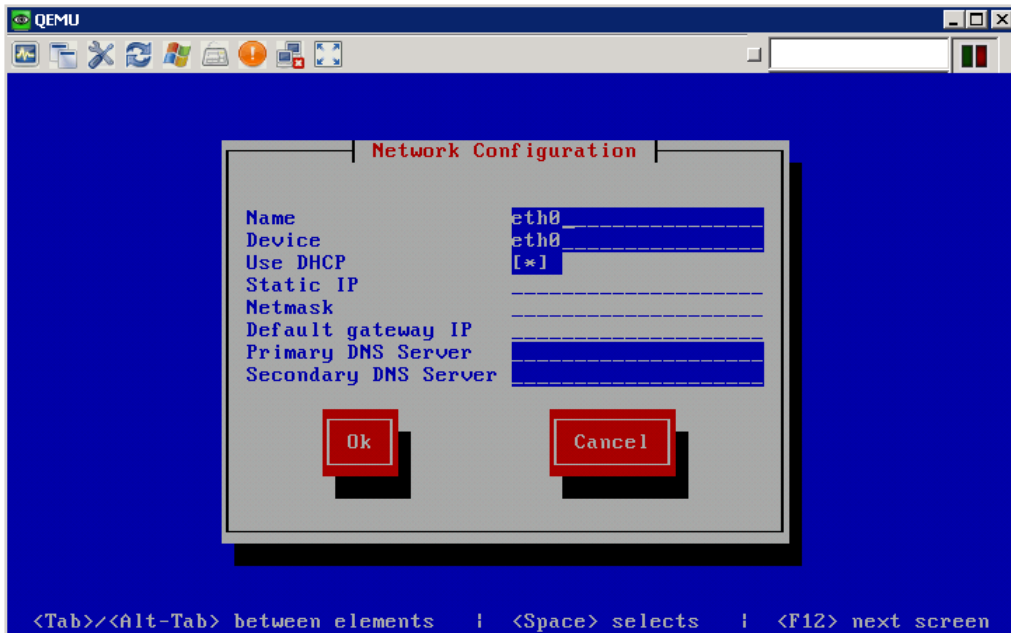 QEMU
Network Configuration
Name eth0
Device eth0
Use DHCP [*]
Static IP
Netmask
Default gateway IP
Primary DNS Server
Secondary DNS Server
Ok Cancel
<Tab>/<Alt-Tab> between elements | <Space> selects | <F12> next screen